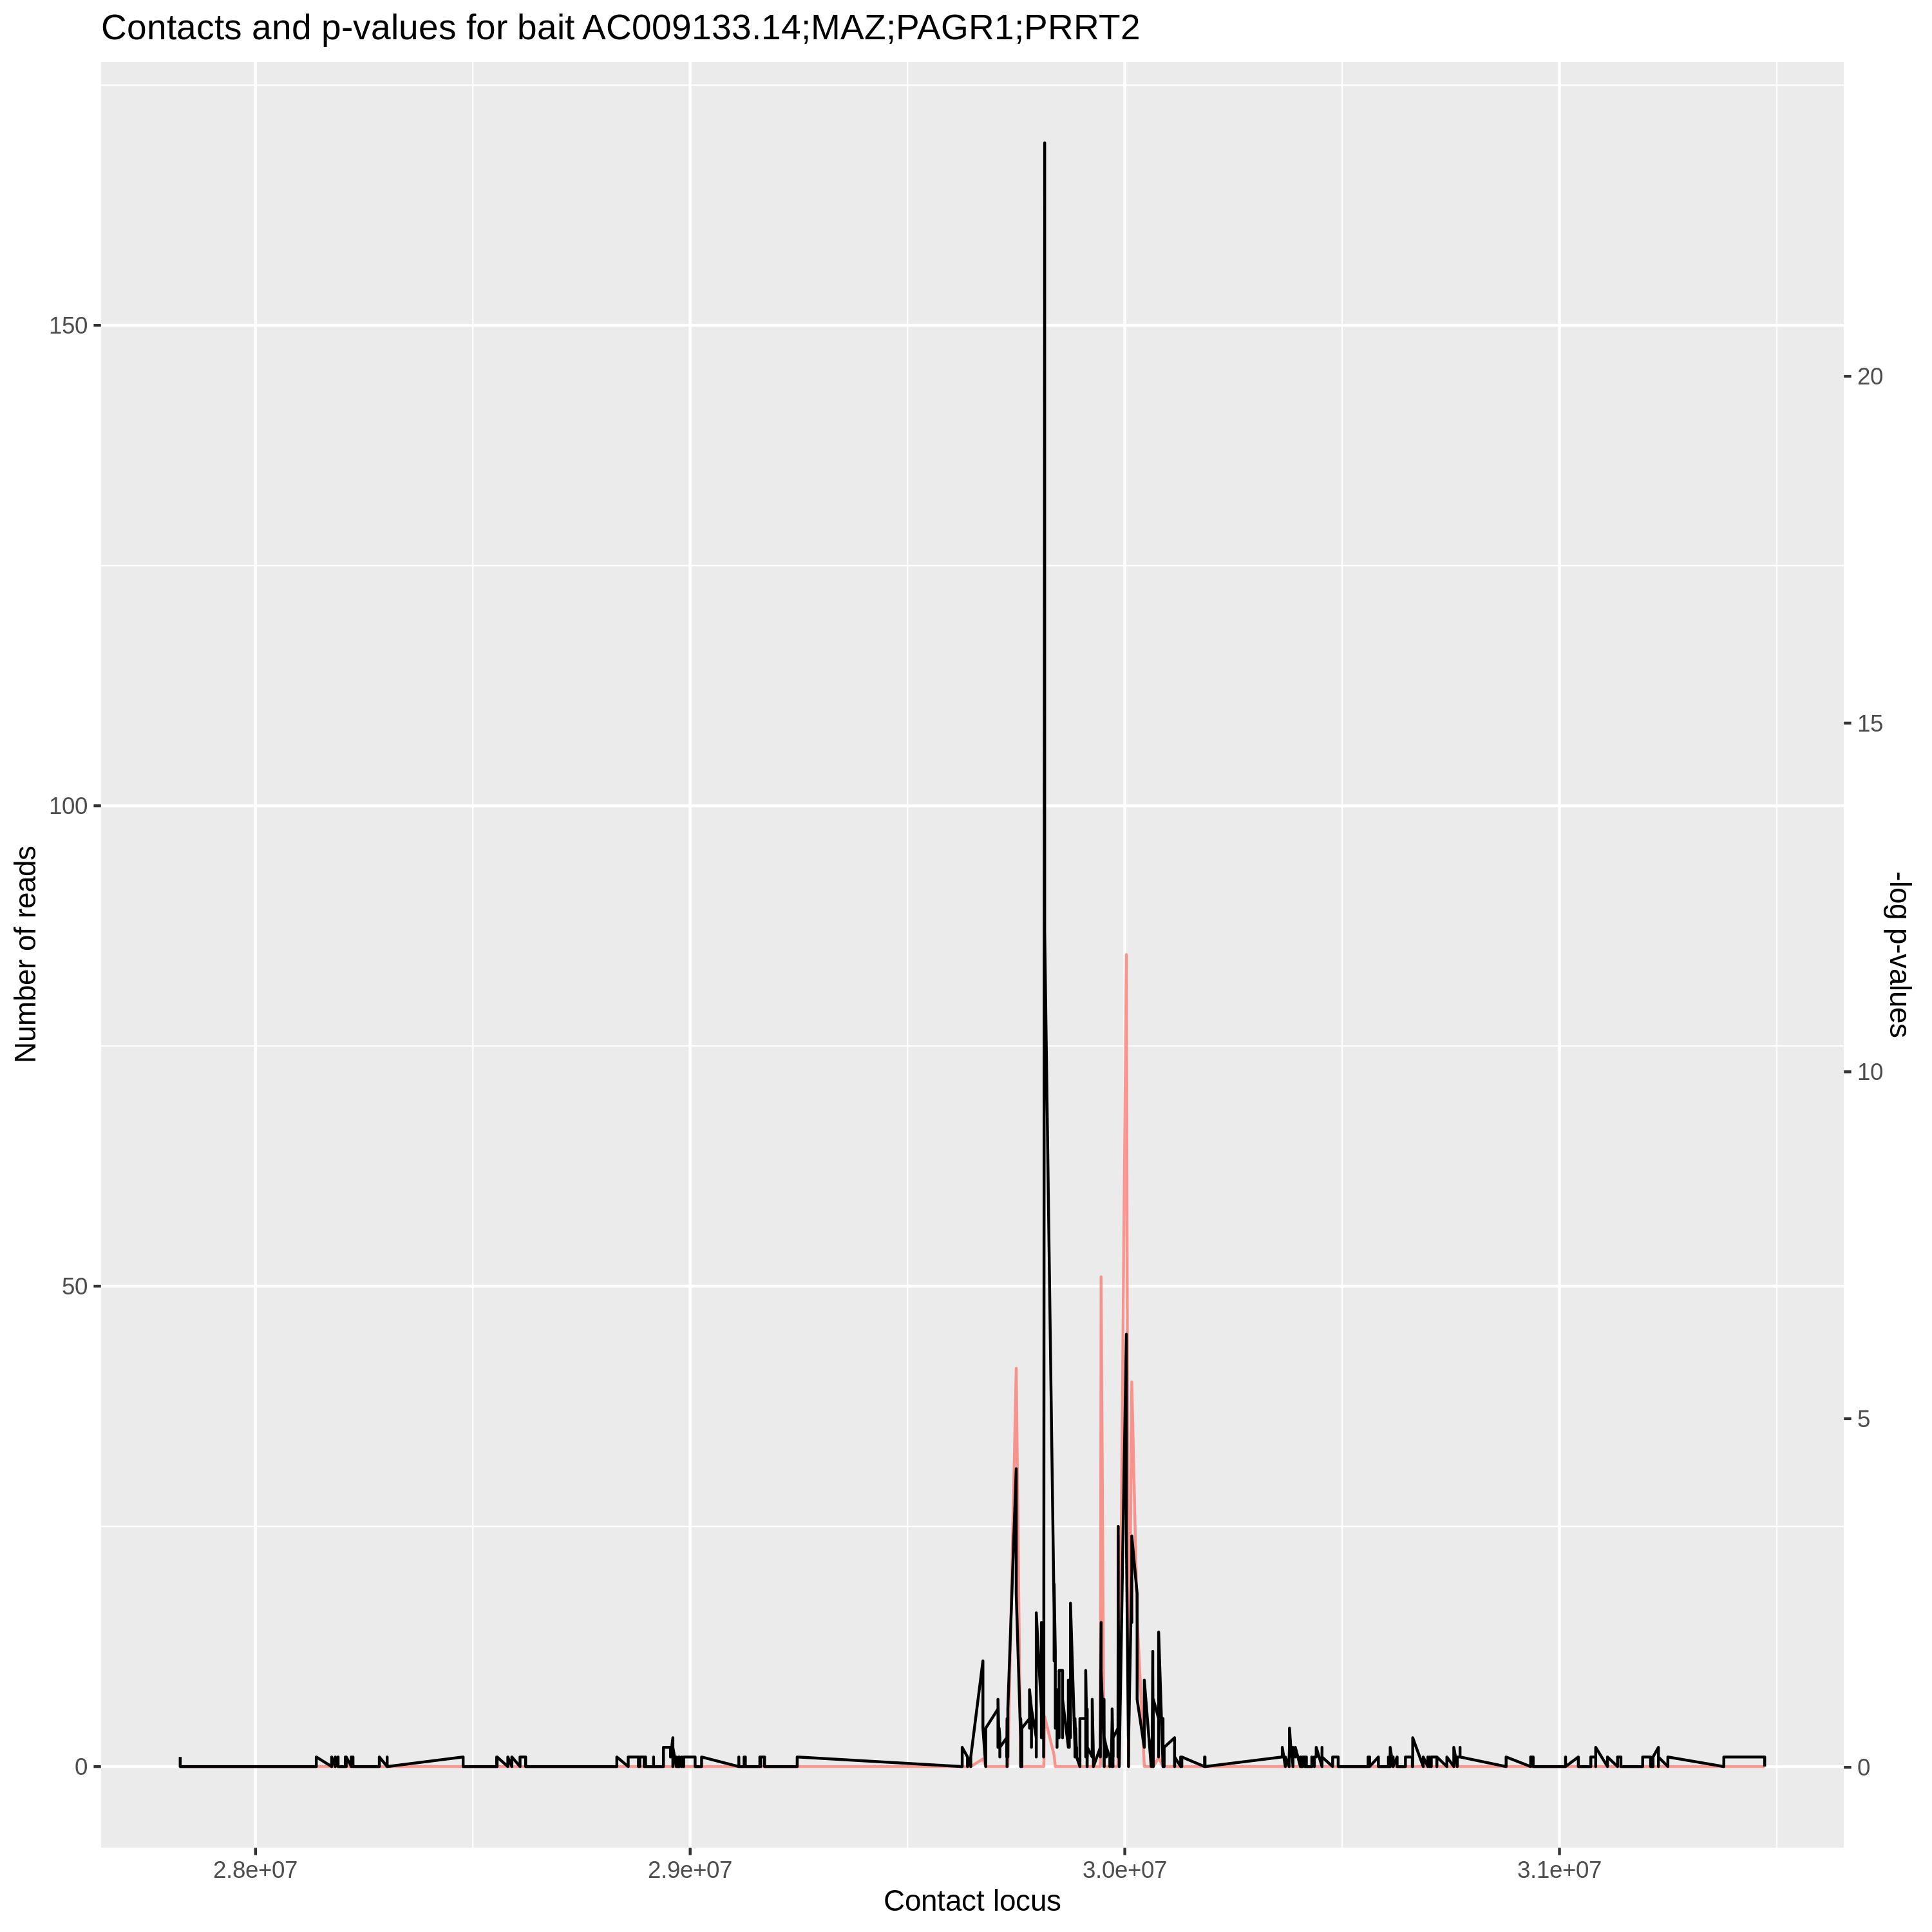 Contacts and p-values for bait AC009133.14;MAZ;PAGR1;PRRT2
150
100
50
0
Number of reads
20
15
10
5
0
-log p-values
2.8e+07
2.9e+07
3.0e+07
3.1e+07
Contact locus